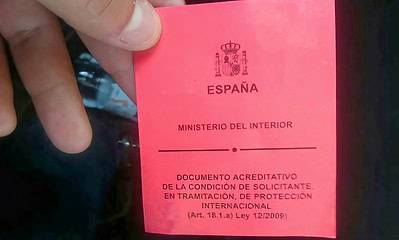 ESPAÑA
MINISTERIO DEL INTERIOR
DOCUMENTO ACREDITATIVO
DE LA CONDICIÓN DE SOLICITANTE,
EN TRAMITACIÓN, DE PROTECCIÓN
INTERNACIONAL
(Art. 18.1.a) Ley 12/2009)